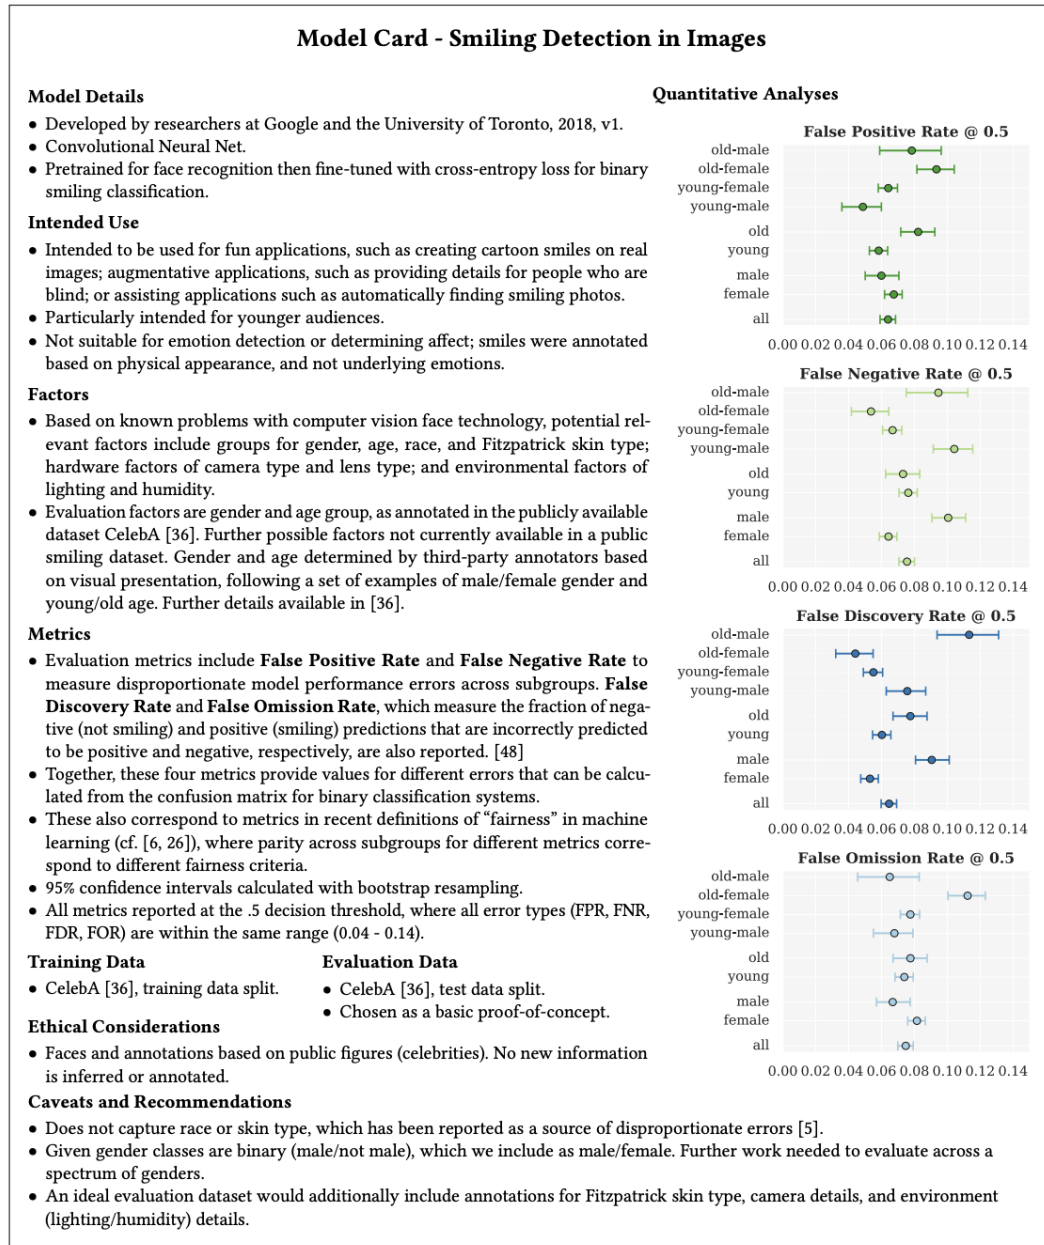 Model Card - Smiling Detection in Images
Model Details
• Developed by researchers at Google and the University of Toronto, 2018, v1.
• Convolutional Neural Net.
• Pretrained for face recognition then fine-tuned with cross-entropy loss for binary
smiling classification.
Intended Use
• Intended to be used for fun applications, such as creating cartoon smiles on real
images; augmentative applications, such as providing details for people who are
blind; or assisting applications such as automatically finding smiling photos.
• Particularly intended for younger audiences.
• Not suitable for emotion detection or determining affect; smiles were annotated
based on physical appearance, and not underlying emotions.
Factors
• Based on known problems with computer vision face technology, potential rel-
evant factors include groups for gender, age, race, and Fitzpatrick skin type;
hardware factors of camera type and lens type; and environmental factors of
lighting and humidity.
• Evaluation factors are gender and age group, as annotated in the publicly available
dataset CelebA [36]. Further possible factors not currently available in a public
smiling dataset. Gender and age determined by third-party annotators based
on visual presentation, following a set of examples of male/female gender and
young/old age. Further details available in [36].
Metrics
• Evaluation metrics include False Positive Rate and False Negative Rate to
measure disproportionate model performance errors across subgroups. False
Discovery Rate and False Omission Rate, which measure the fraction of nega-
tive (not smiling) and positive (smiling) predictions that are incorrectly predicted
to be positive and negative, respectively, are also reported. [48]
• Together, these four metrics provide values for different errors that can be calcu-
lated from the confusion matrix for binary classification systems.
• These also correspond to metrics in recent definitions of “fairness” in machine
learning (cf. [6, 26]), where parity across subgroups for different metrics corre-
spond to different fairness criteria.
• 95% confidence intervals calculated with bootstrap resampling.
• All metrics reported at the .5 decision threshold, where all error types (FPR, FNR,
FDR, FOR) are within the same range (0.04 - 0.14).
Training Data
• CelebA [36], training data split.
Evaluation Data
• CelebA [36], test data split.
• Chosen as a basic proof-of-concept.
Ethical Considerations
• Faces and annotations based on public figures (celebrities). No new information
is inferred or annotated.
Caveats and Recommendations
• Does not capture race or skin type, which has been reported as a source of disproportionate errors [5].
• Given gender classes are binary (male/not male), which we include as male/female. Further work needed to evaluate across a
spectrum of genders.
• An ideal evaluation dataset would additionally include annotations for Fitzpatrick skin type, camera details, and environment
(lighting/humidity) details.
Quantitative Analyses
False Positive Rate @ 0.5
old-male
old-female
young-female
young-male
old
young
male
female
all
0.00 0.02 0.04 0.06 0.08 0.10 0.12 0.14
False Negative Rate @ 0.5
old-male
old-female
young-female
young-male
old
young
male
female
all
0.00 0.02 0.04 0.06 0.08 0.10 0.12 0.14
False Discovery Rate @ 0.5
old-male
old-female
young-female
young-male
old
young
male
female
all
0.00 0.02 0.04 0.06 0.08 0.10 0.12 0.14
False Omission Rate @ 0.5
old-male
old-female
young-female
young-male
old
young
male
female
all
0.00 0.02 0.04 0.06 0.08 0.10 0.12 0.14